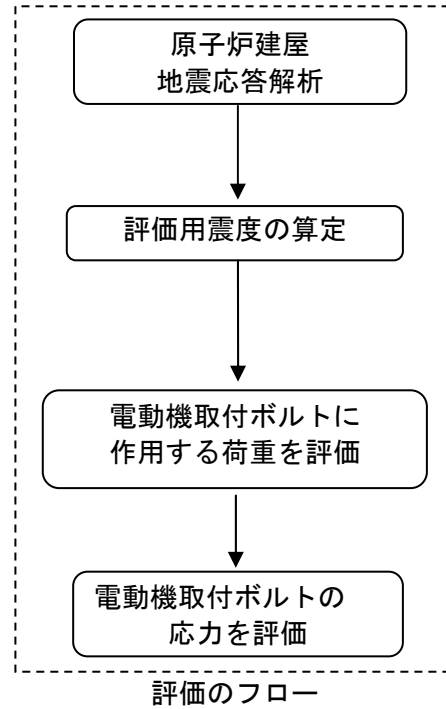 原子炉建屋
地震応答解析
評価用震度の算定
電動機取付ボルトに
作用する荷重を評価
電動機取付ボルトの
応力を評価
評価のフロー